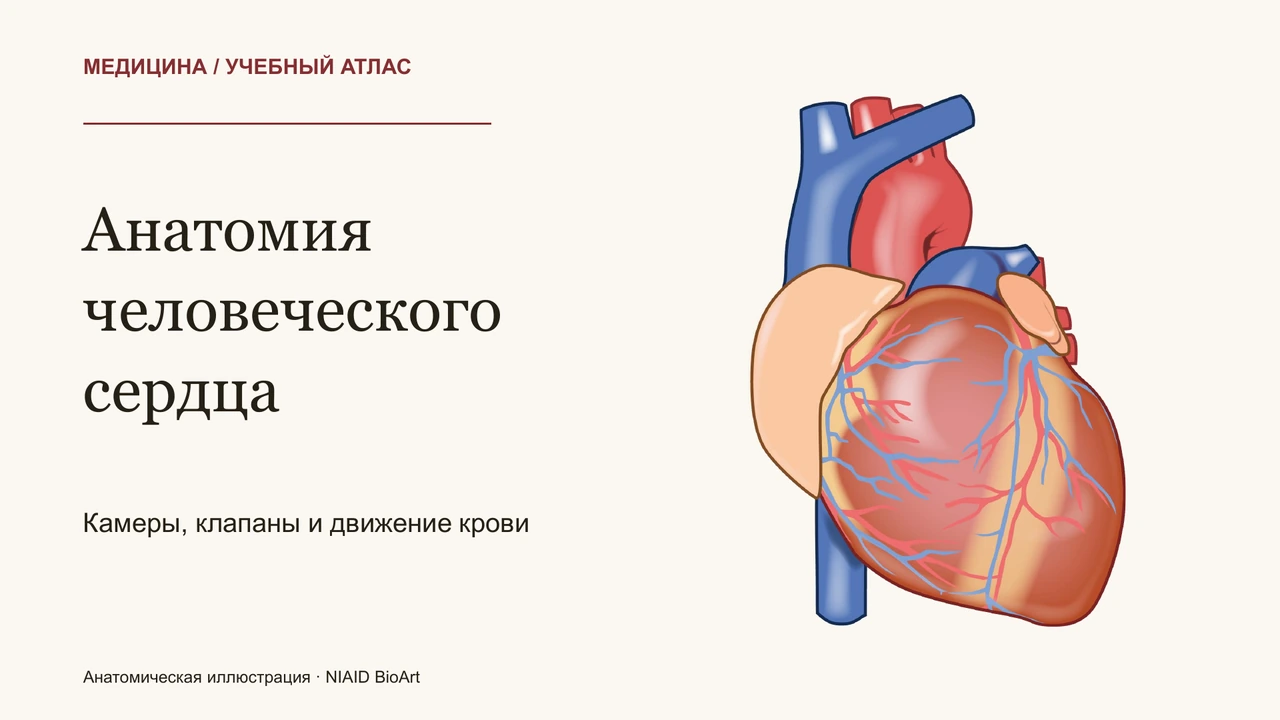 МЕДИЦИНА / УЧЕБНЫЙ АТЛАС
Анатомия
человеческого
сердца
Камеры, клапаны и движение крови
Анатомическая иллюстрация · NIAID BioArt